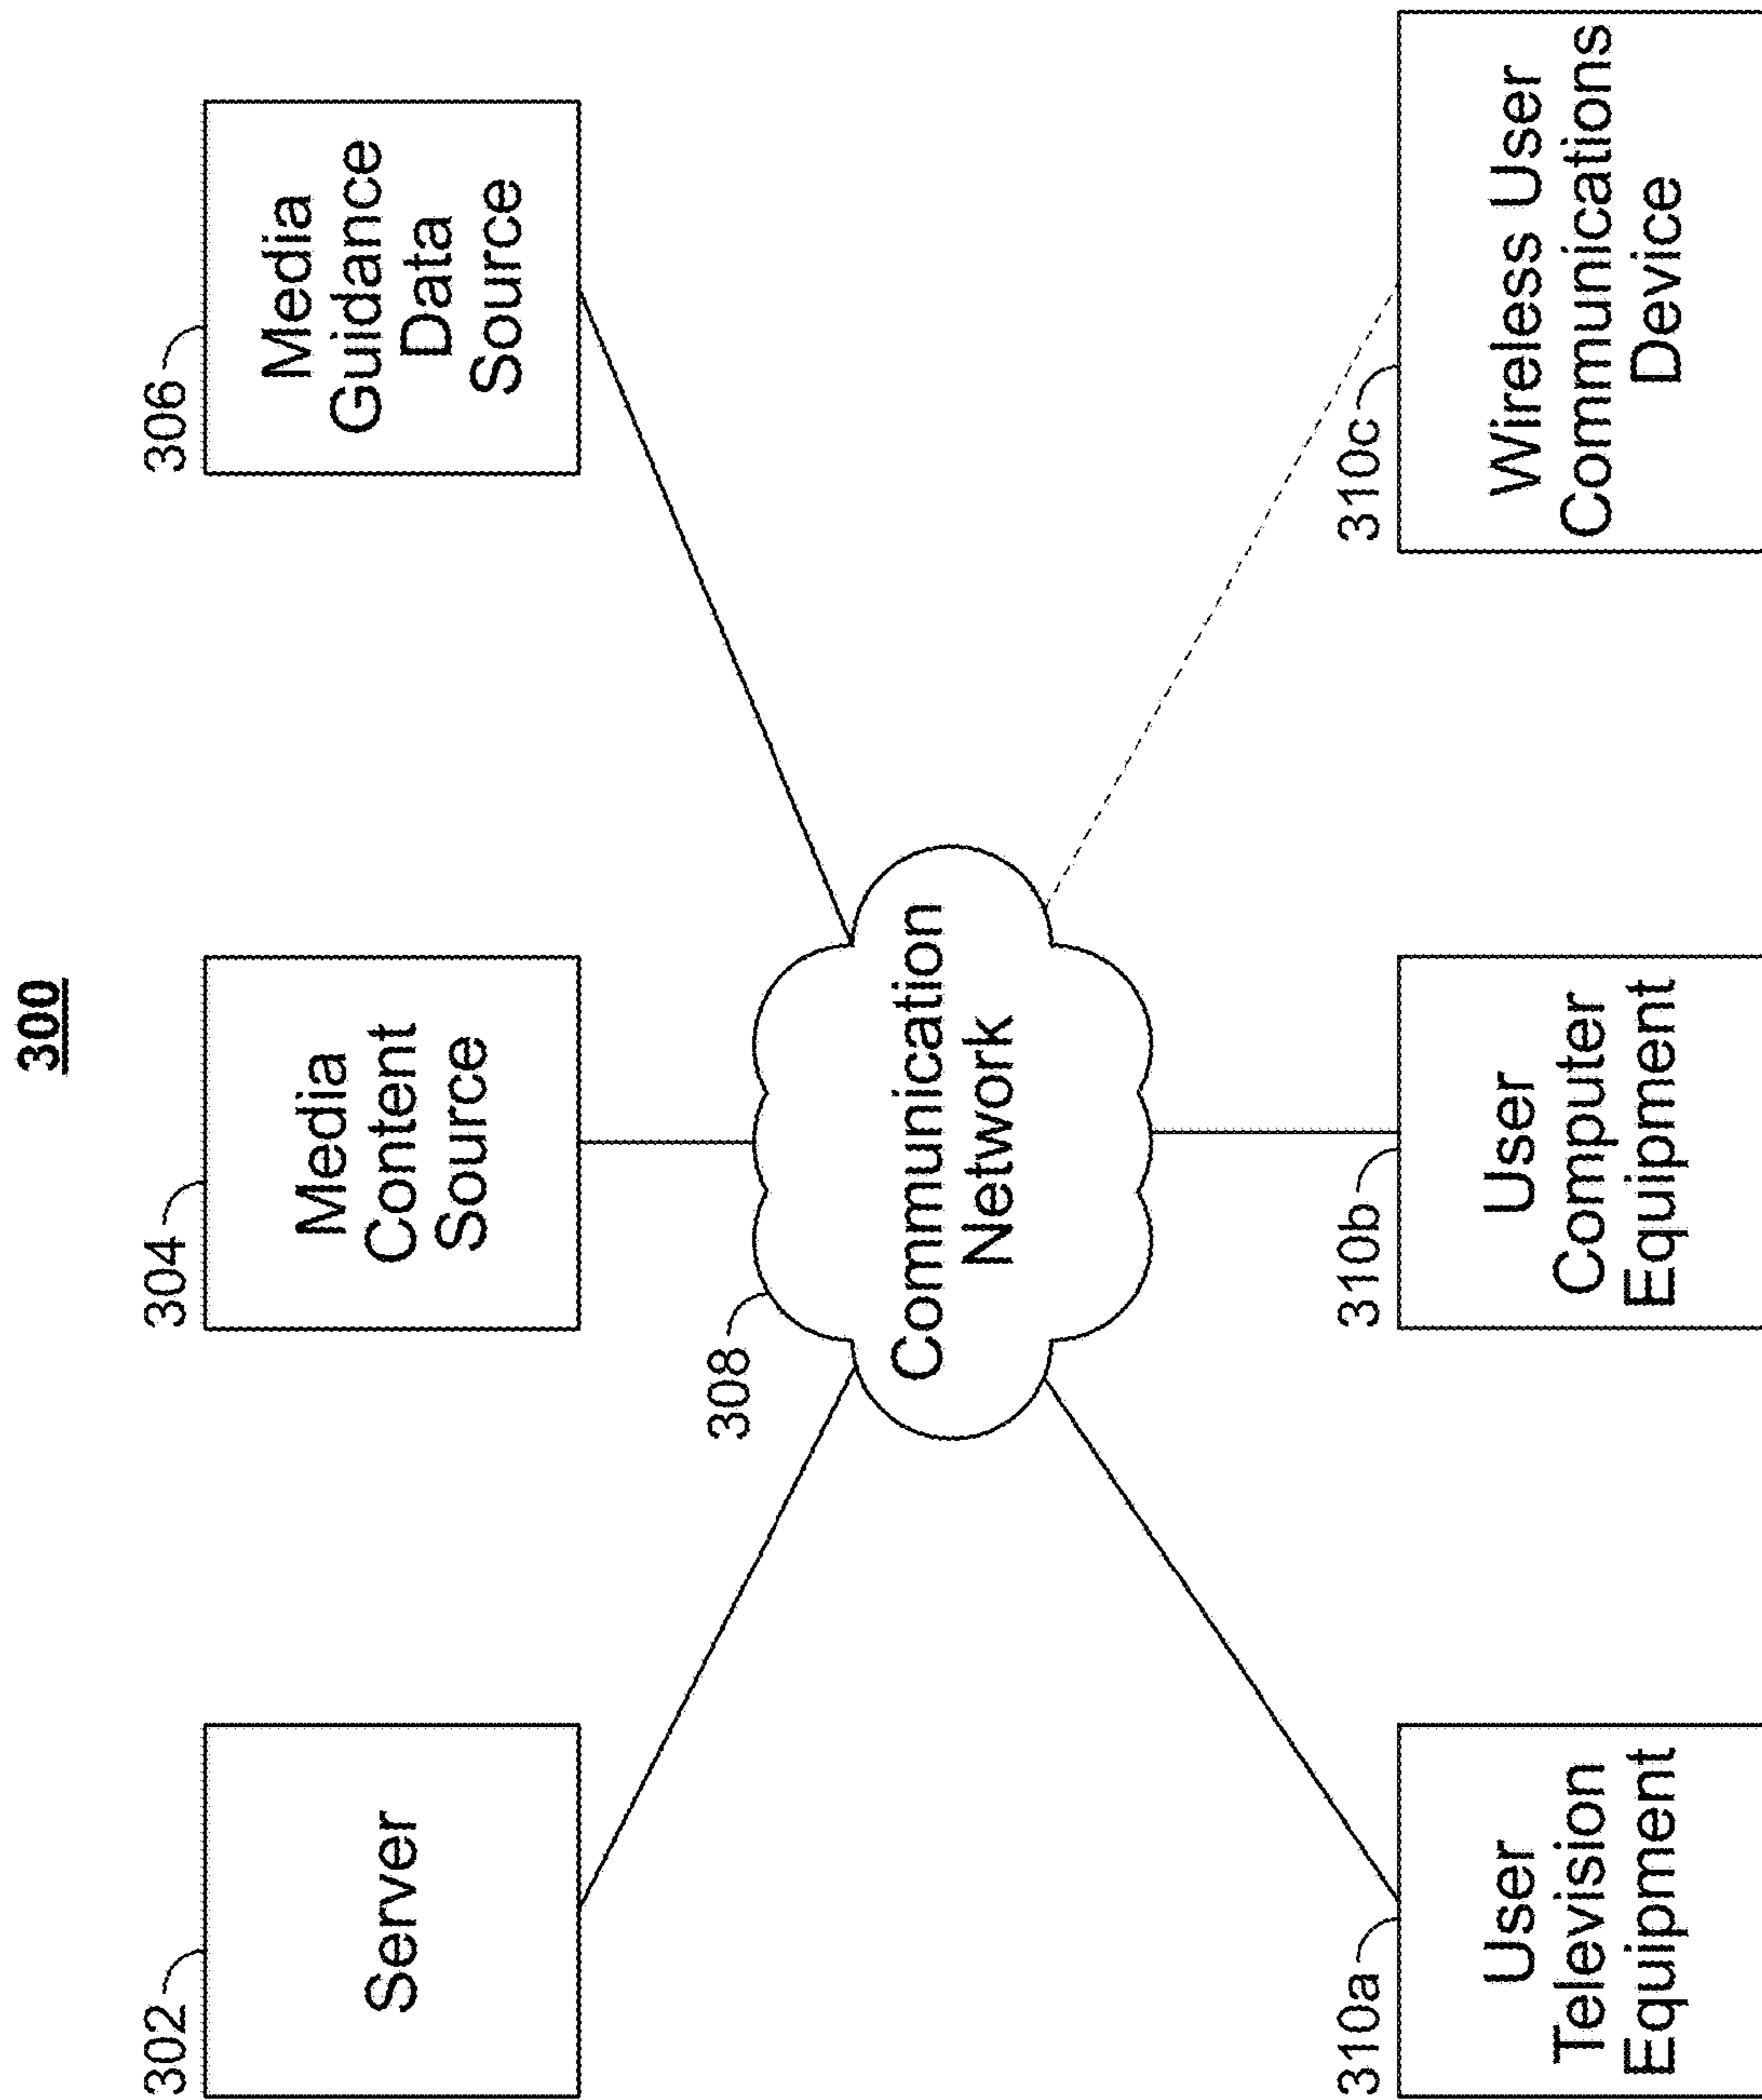 300
302
Server
304
Media
Content
Source
306
Media
Guidance
Data
Source
308
Communication
Network
310a
User
Television
Equipment
310b
User
Computer
Equipment
310c
Wireless User
Communications
Device